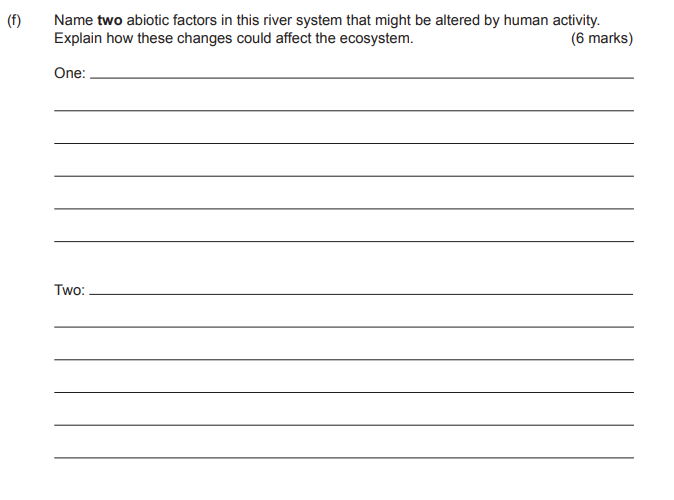 (f) Name two abiotic factors in this river system that might be altered by human activity.
Explain how these changes could affect the ecosystem. (6 marks)
One:
Two: